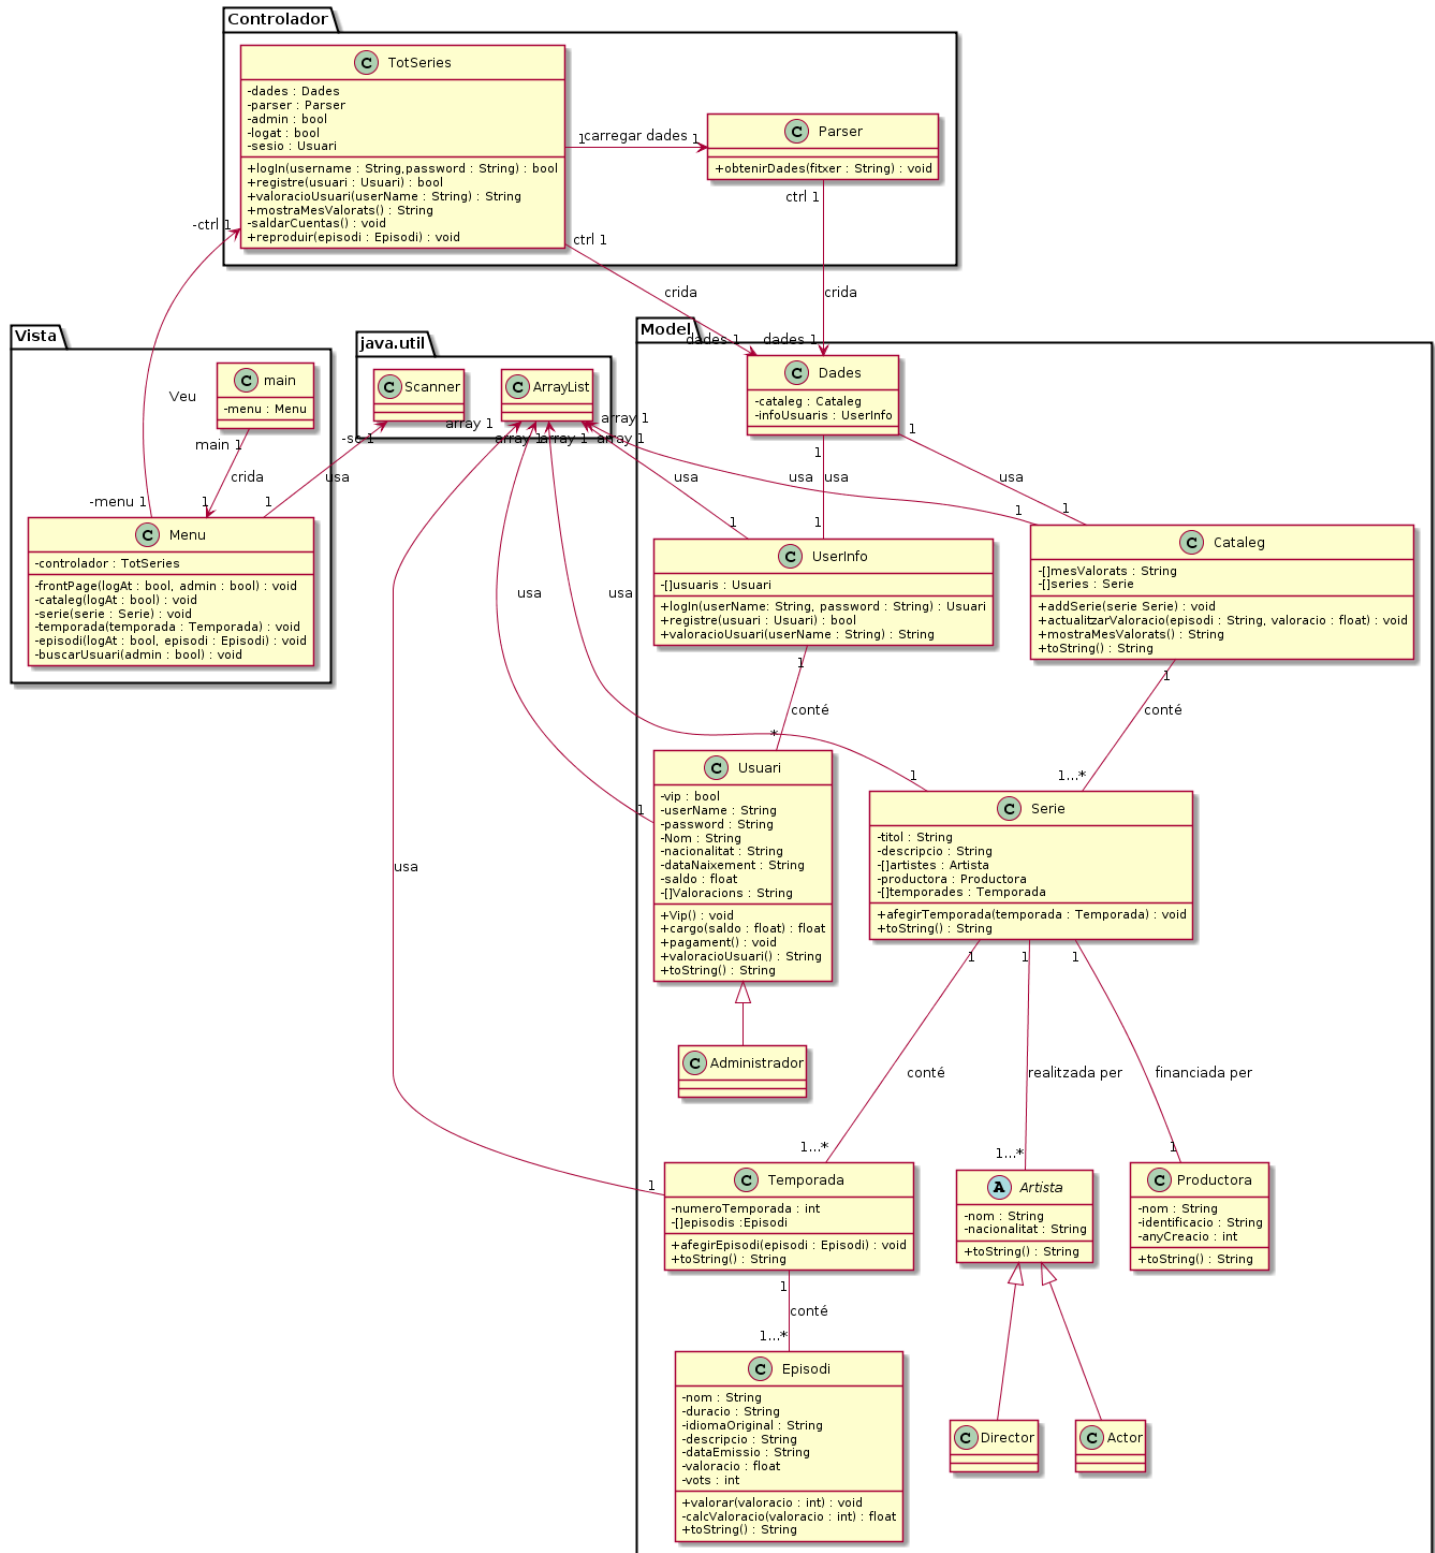 Controlador
C TotSeries
-dades : Dades
-parser : Parser
-admin : bool
-logat : bool
-sesio : Usuari
+logIn(username : String,password : String) : bool
+registre(usuari : Usuari) : bool
+valoracioUsuari(userName : String) : String
+mostraMesValorats() : String
-saldarCuentas() : void
+reproduir(episodi : Episodi) : void
1 carregar dades 1
C Parser
+obtenirDades(fitxer : String) : void
-ctrl 1
ctrl 1
ctrl 1
crida
crida
dades 1
dades 1
Vista
C main
-menu : Menu
Veu
main 1
crida
-menu 1
1
C Menu
-controlador : TotSeries
-frontPage(logAt : bool, admin : bool) : void
-cataleg(logAt : bool) : void
-serie(serie : Serie) : void
-temporada(temporada : Temporada) : void
-episodi(logAt : bool, episodi : Episodi) : void
-buscarUsuari(admin : bool) : void
java.util
C Scanner
C ArrayList
-sc 1
usa
1
array 1
array 1
array 1
array 1
array 1
Model
C Dades
-cataleg : Cataleg
-infoUsuaris : UserInfo
1
1
usa
usa
usa
usa
1
1
1
1
C UserInfo
-[]usuaris : Usuari
+logIn(userName: String, password : String) : Usuari
+registre(usuari : Usuari) : bool
+valoracioUsuari(userName : String) : String
C Cataleg
-[]mesValorats : String
-[]series : Serie
+addSerie(serie Serie) : void
+actualitzarValoracio(episodi : String, valoracio : float) : void
+mostraMesValorats() : String
+toString() : String
usa
usa
1
conté
*
1
conté
1...*
1
1
C Usuari
-vip : bool
-userName : String
-password : String
-Nom : String
-nacionalitat : String
-dataNaixement : String
-saldo : float
-[]Valoracions : String
+Vip() : void
+cargo(saldo : float) : float
+pagament() : void
+valoracioUsuari() : String
+toString() : String
C Serie
-titol : String
-descripcio : String
-[]artistes : Artista
-productora : Productora
-[]temporades : Temporada
+afegirTemporada(temporada : Temporada) : void
+toString() : String
usa
C Administrador
1
1
1
conté
realitzada per
financiada per
1...*
1...*
1
1
C Temporada
-numeroTemporada : int
-[]episodis :Episodi
+afegirEpisodi(episodi : Episodi) : void
+toString() : String
A Artista
-nom : String
-nacionalitat : String
+toString() : String
C Productora
-nom : String
-identificacio : String
-anyCreacio : int
+toString() : String
1
conté
1...*
C Episodi
-nom : String
-duracio : String
-idiomaOriginal : String
-descripcio : String
-dataEmissio : String
-valoracio : float
-vots : int
+valorar(valoracio : int) : void
-calcValoracio(valoracio : int) : float
+toString() : String
C Director
C Actor